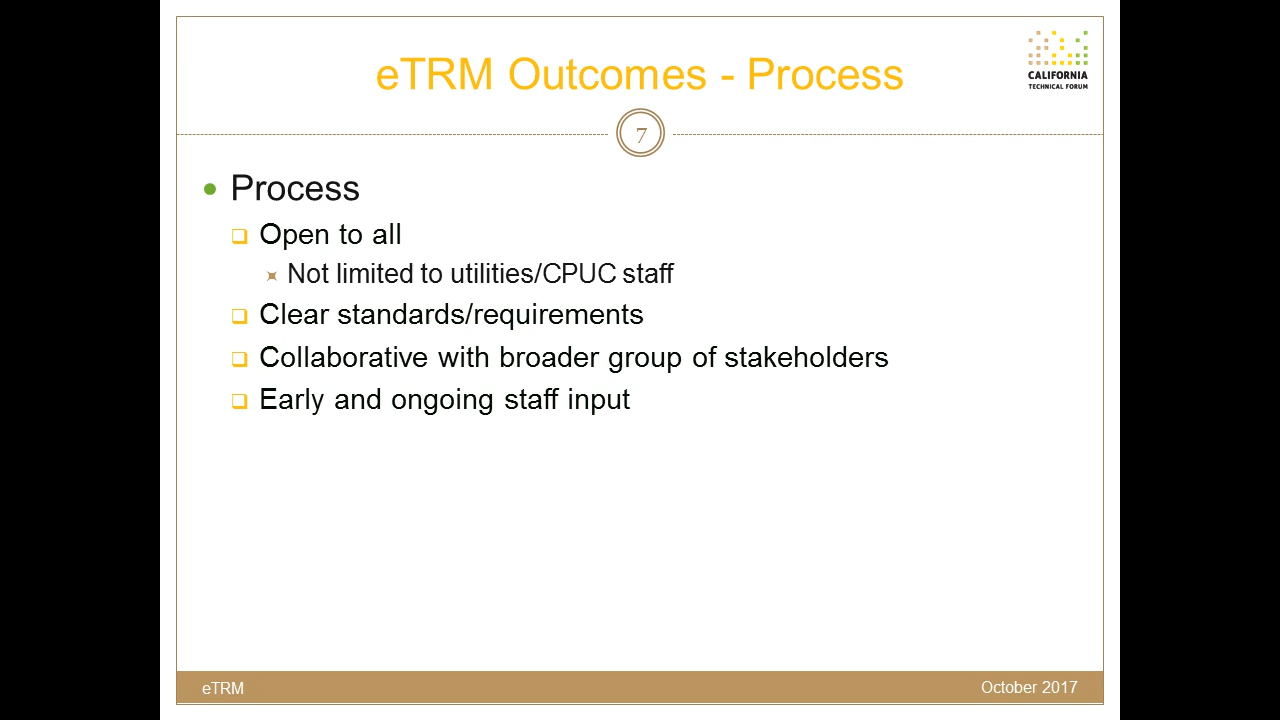 eTRM Outcomes - Process
CALIFORNIA
TECHNICAL FORUM
7
Process
Open to all
Not limited to utilities/CPUC staff
Clear standards/requirements
Collaborative with broader group of stakeholders
Early and ongoing staff input
eTRM
October 2017